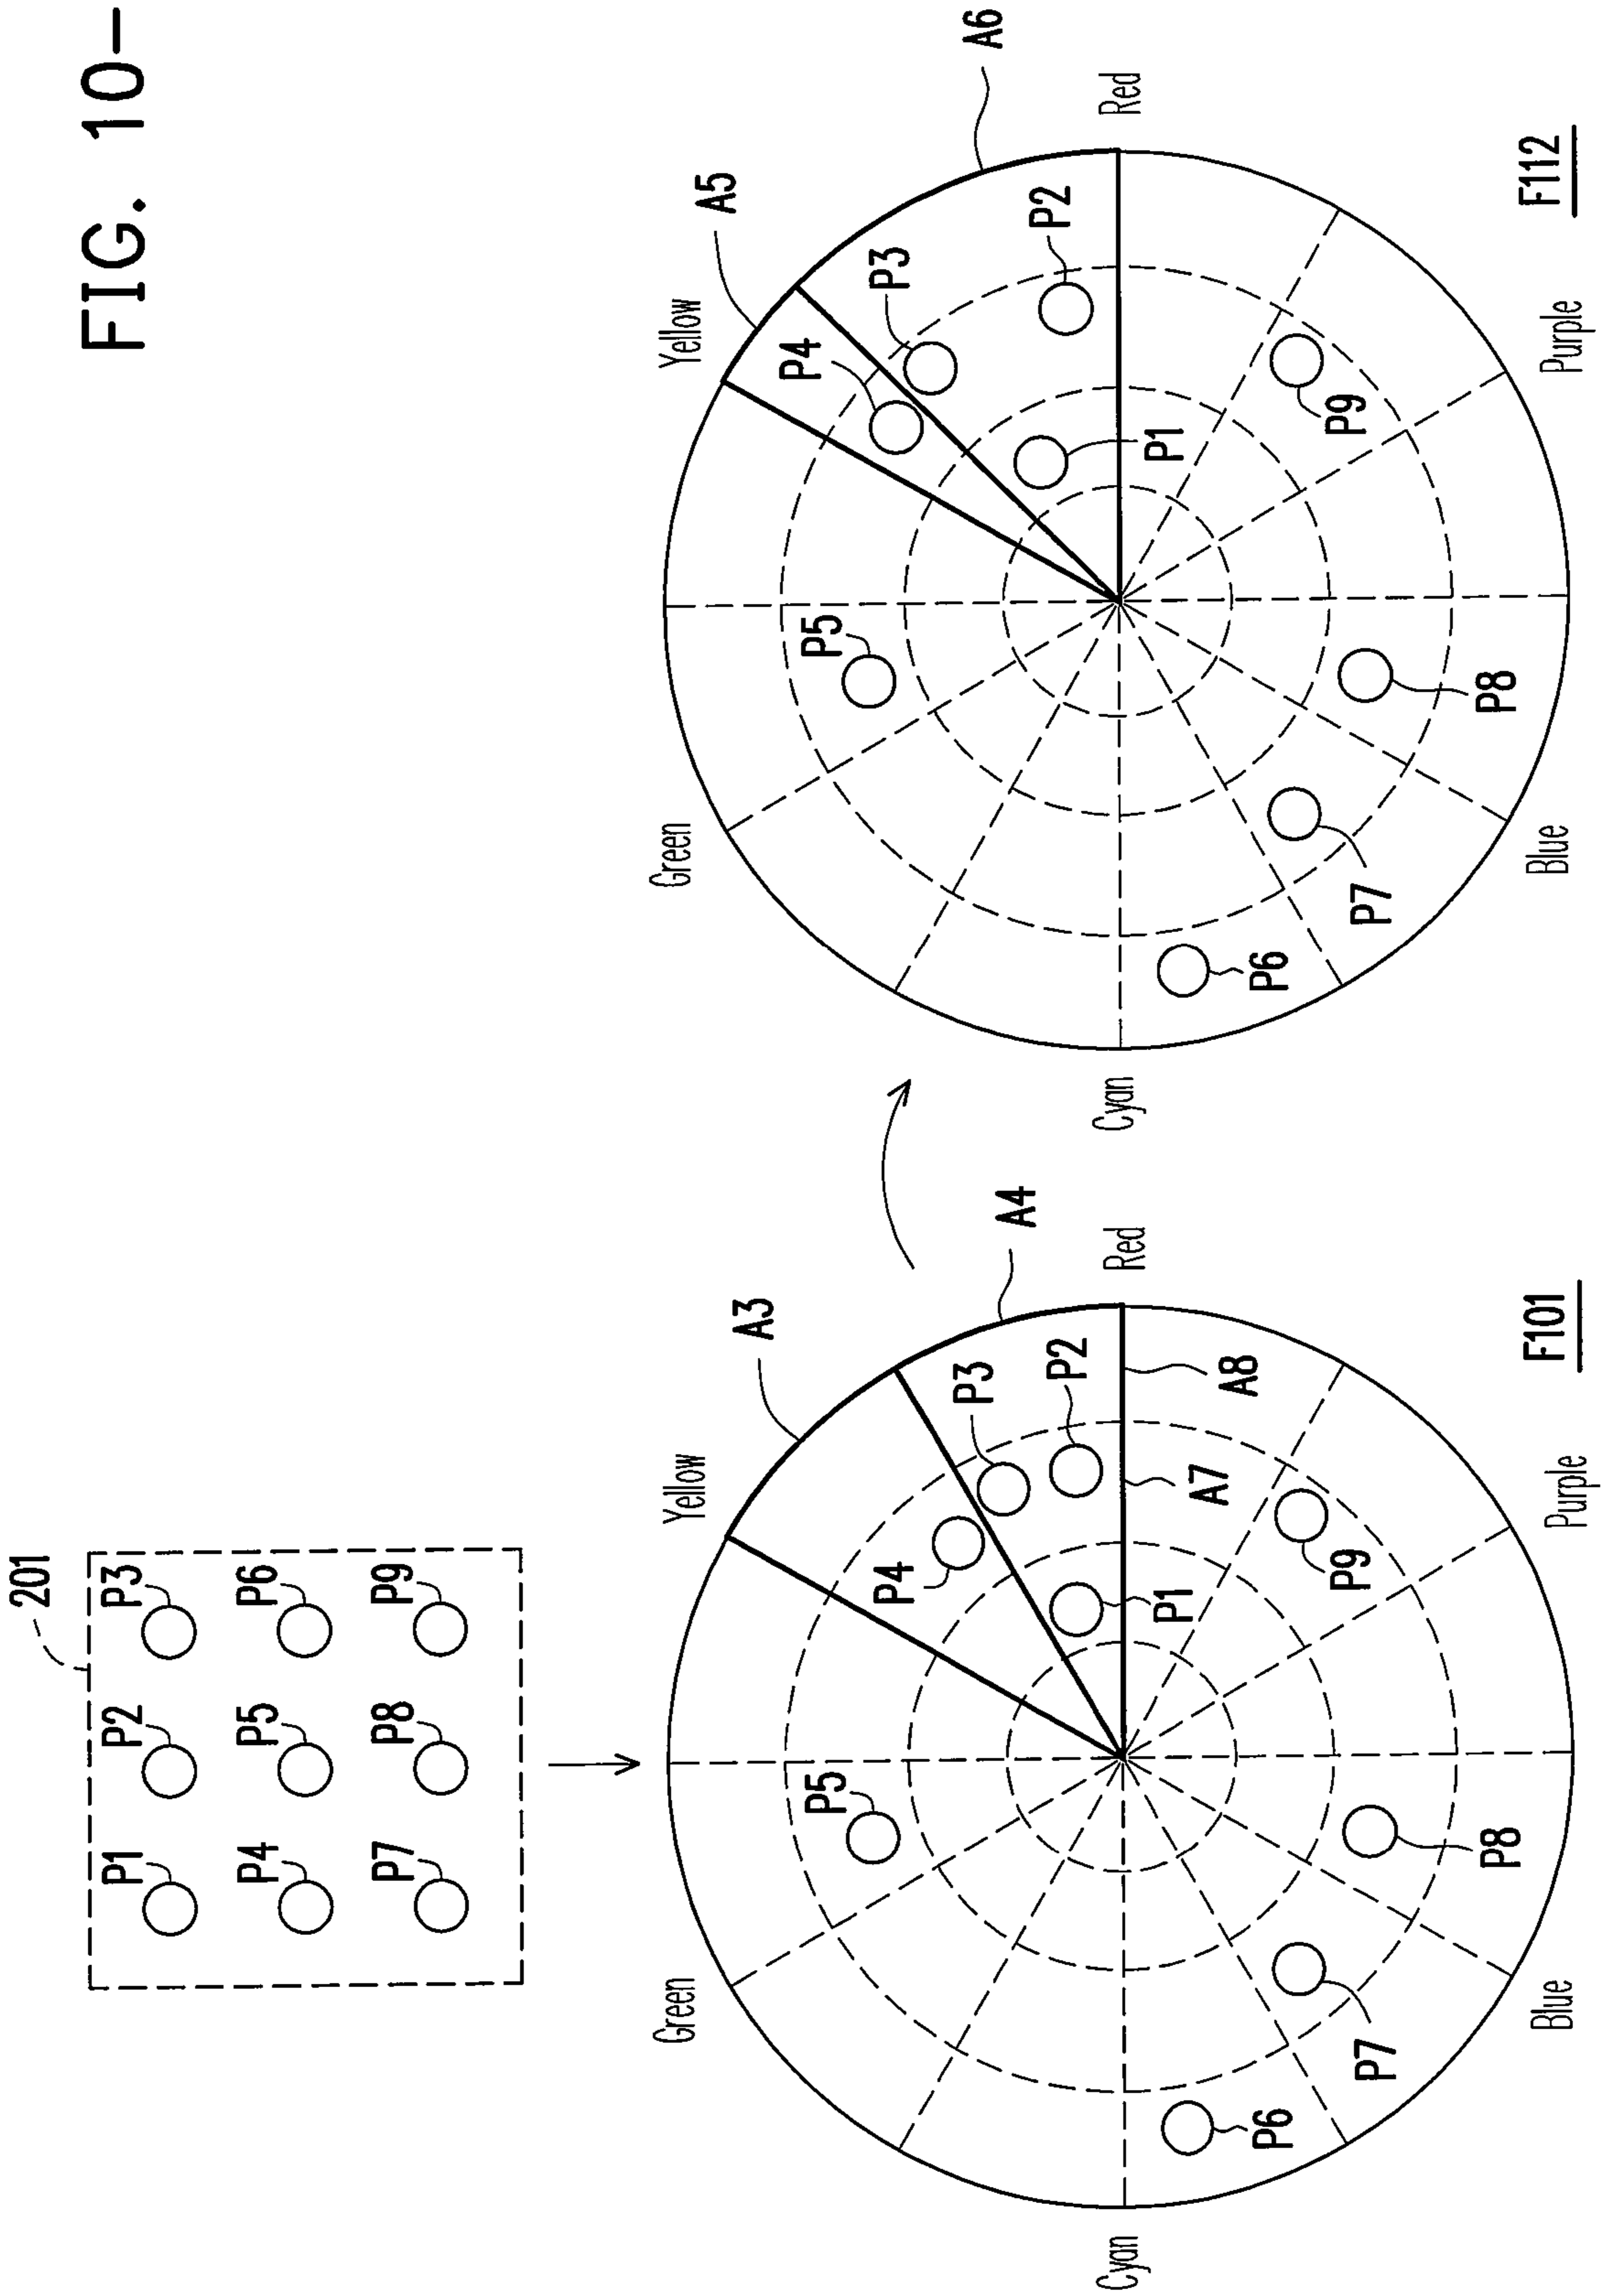 FIG. 10-
201
P1
P2
P3
P4
P5
P6
P7
P8
P9
Green
Yellow
A3
A4
P5
P4
P3
P2
Cyan
Red
P1
A7
A8
P6
P7
P8
P9
Blue
Purple
F101
Green
Yellow
A5
A6
P5
P4
P3
P2
Cyan
Red
P1
P6
P7
P8
P9
Blue
Purple
F112